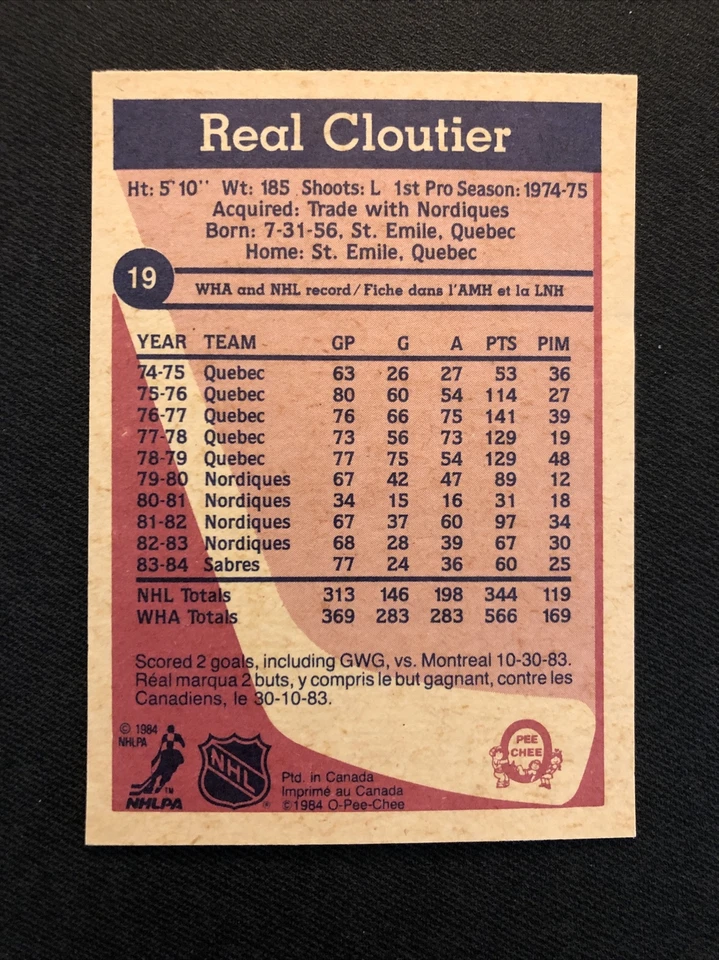 Real Cloutier
Ht: 5'10" Wt: 185 Shoots: L 1st Pro Season: 1974-75
Acquired: Trade with Nordiques
Born: 7-31-56, St. Emile, Quebec
Home: St. Emile, Quebec
19
WHA and NHL record/Fiche dans l'AMH et la LNH
YEAR TEAM GP G A PTS PIM
74-75 Quebec 63 26 27 53 36
75-76 Quebec 80 60 54 114 27
76-77 Quebec 76 66 75 141 39
77-78 Quebec 73 56 73 129 19
78-79 Quebec 77 75 54 129 48
79-80 Nordiques 67 42 47 89 12
80-81 Nordiques 34 15 16 31 18
81-82 Nordiques 67 37 60 97 34
82-83 Nordiques 68 28 39 67 30
83-84 Sabres 77 24 36 60 25
NHL Totals 313 146 198 344 119
WHA Totals 369 283 283 566 169
Scored 2 goals, including GWG, vs. Montreal 10-30-83.
Réal marqua 2 buts, y compris le but gagnant, contre les
Canadiens, le 30-10-83.
© 1984
NHLPA
TM
NHLPA
NHL
®
Ptd. in Canada
Imprimé au Canada
©1984 O-Pee-Chee
O
PEE
CHEE